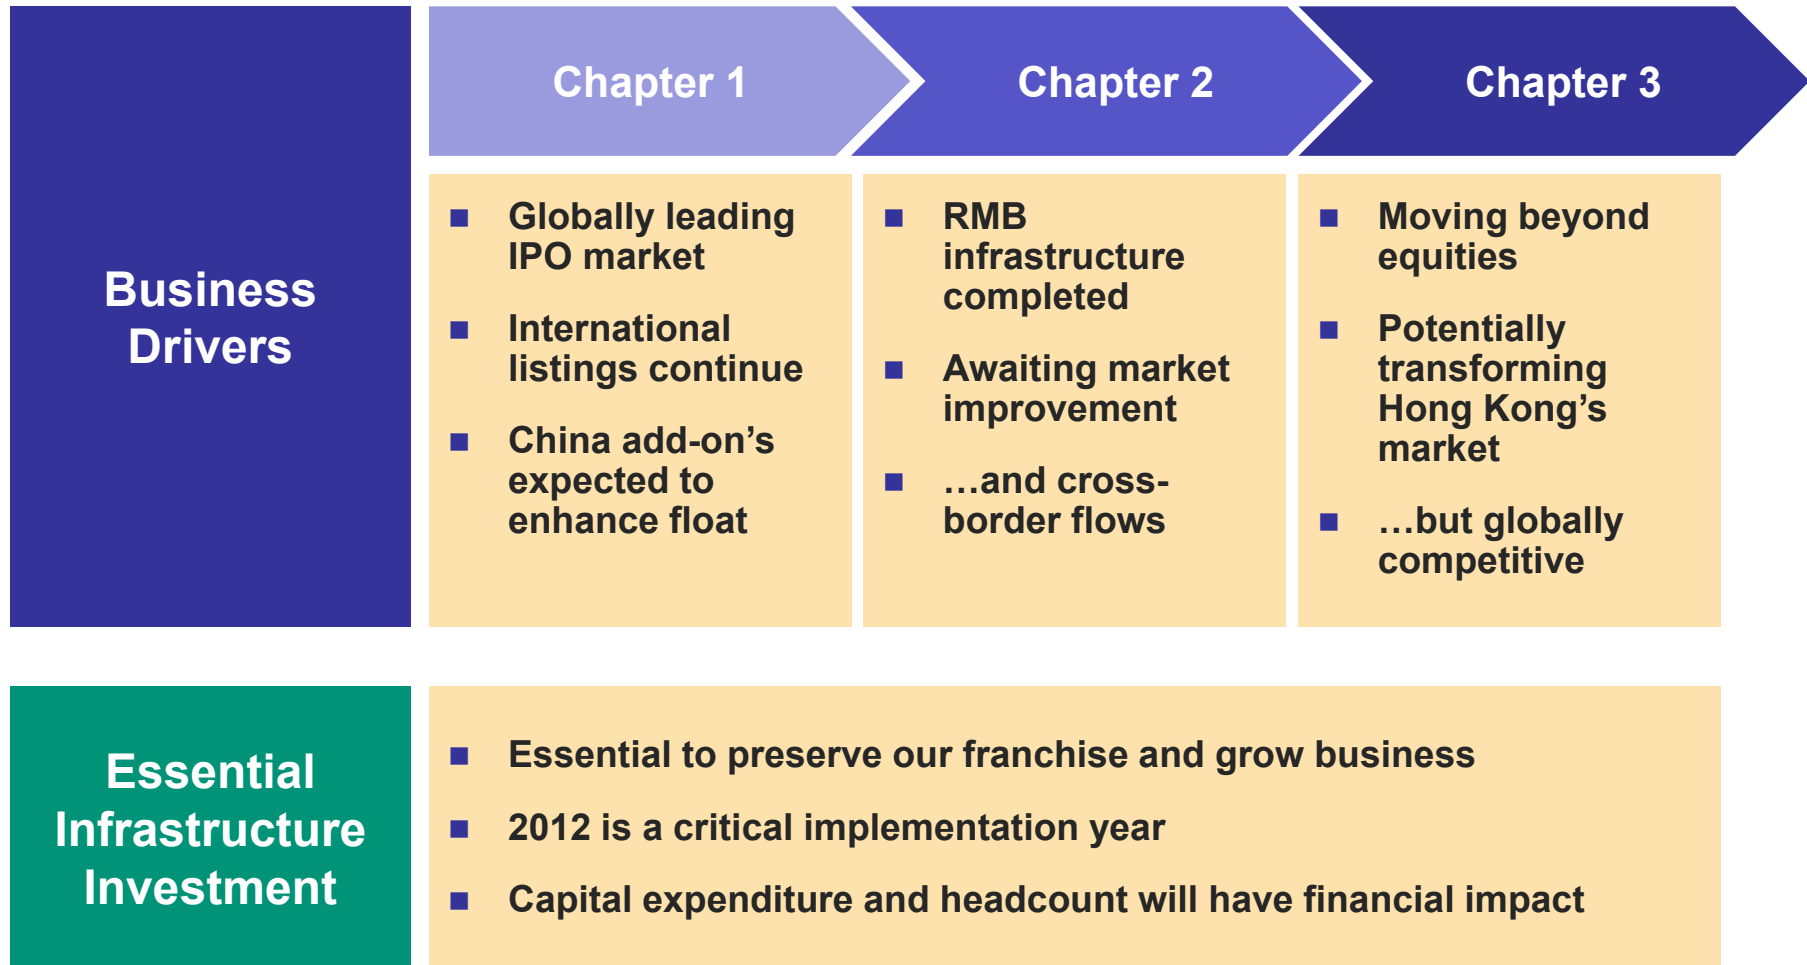 Business
Drivers
Chapter 1
Chapter 2
Chapter 3
■ Globally leading
IPO market
■ International
listings continue
■ China add-on’s
expected to
enhance float
■ RMB
infrastructure
completed
■ Awaiting market
improvement
■ …and cross-
border flows
■ Moving beyond
equities
■ Potentially
transforming
Hong Kong’s
market
■ …but globally
competitive
Essential
Infrastructure
Investment
■ Essential to preserve our franchise and grow business
■ 2012 is a critical implementation year
■ Capital expenditure and headcount will have financial impact